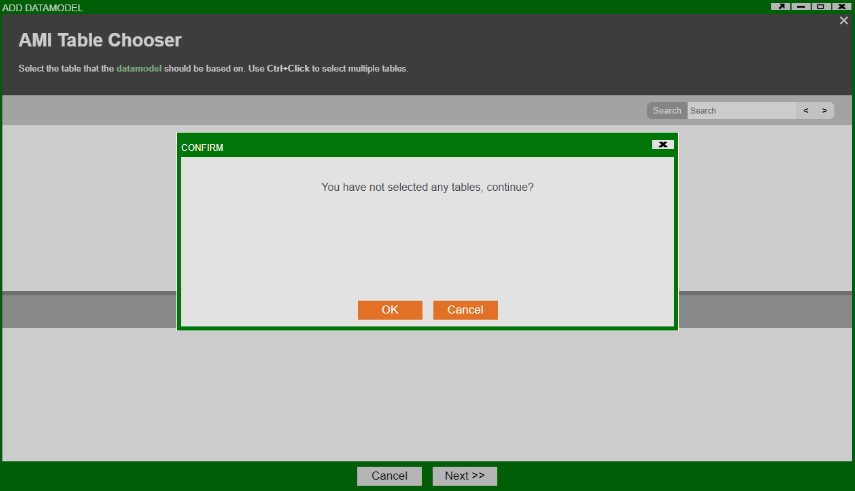 ADD DATAMODEL
AMI Table Chooser
Select the table that the datamodel should be based on. Use Ctrl+Click to select multiple tables.
Search Search < >
CONFIRM
You have not selected any tables, continue?
OK Cancel
Cancel Next >>